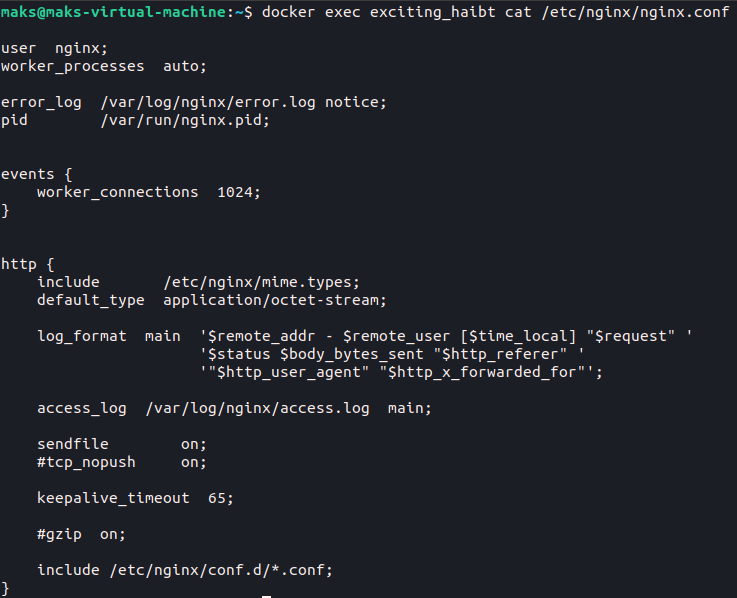 maks@maks-virtual-machine:~$ docker exec exciting_haibt cat /etc/nginx/nginx.conf
user  nginx;
worker_processes  auto;
error_log  /var/log/nginx/error.log notice;
pid        /var/run/nginx.pid;
events {
    worker_connections  1024;
}
http {
    include       /etc/nginx/mime.types;
    default_type  application/octet-stream;
    log_format  main  '$remote_addr - $remote_user [$time_local] "$request" '
                      '$status $body_bytes_sent "$http_referer" '
                      '"$http_user_agent" "$http_x_forwarded_for"';
    access_log  /var/log/nginx/access.log  main;
    sendfile        on;
    #tcp_nopush     on;
    keepalive_timeout  65;
    #gzip  on;
    include /etc/nginx/conf.d/*.conf;
}